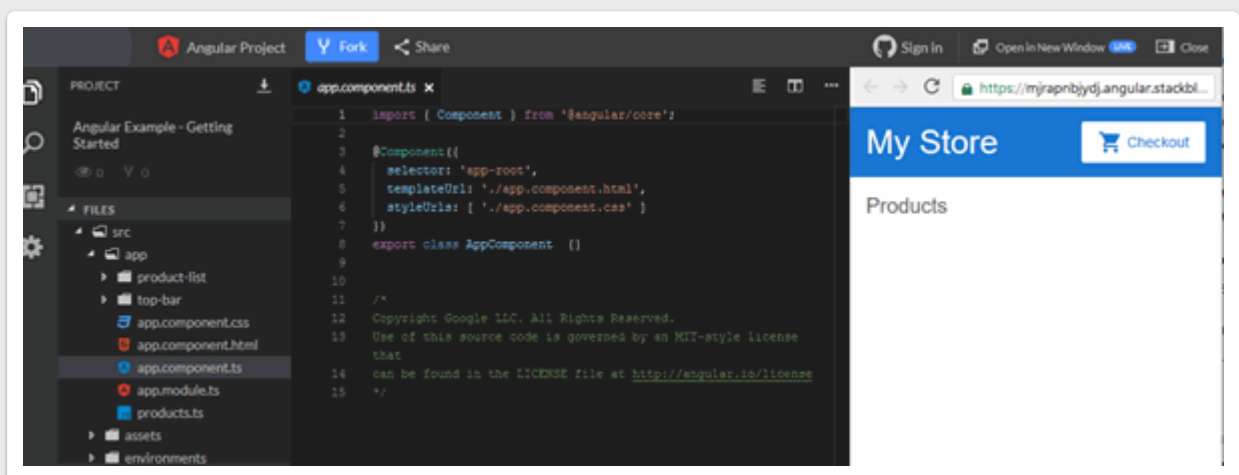 Angular Project Fork Share Sign in Open in New Window LIVE Close
PROJECT
Angular Example - Getting
Started
0 0
FILES
src
app
product-list
top-bar
app.component.css
app.component.html
app.component.ts
app.module.ts
products.ts
assets
environments
app.component.ts
1 import { Component } from '@angular/core';
2
3 @Component({
4 selector: 'app-root',
5 templateUrl: './app.component.html',
6 styleUrls: [ './app.component.css' ]
7 })
8 export class AppComponent {}
9
10
11 /*
12 Copyright Google LLC. All Rights Reserved.
13 Use of this source code is governed by an MIT-style license
that
14 can be found in the LICENSE file at http://angular.io/license
15 */
https://mjrapnbjydj.angular.stackbl...
My Store Checkout
Products